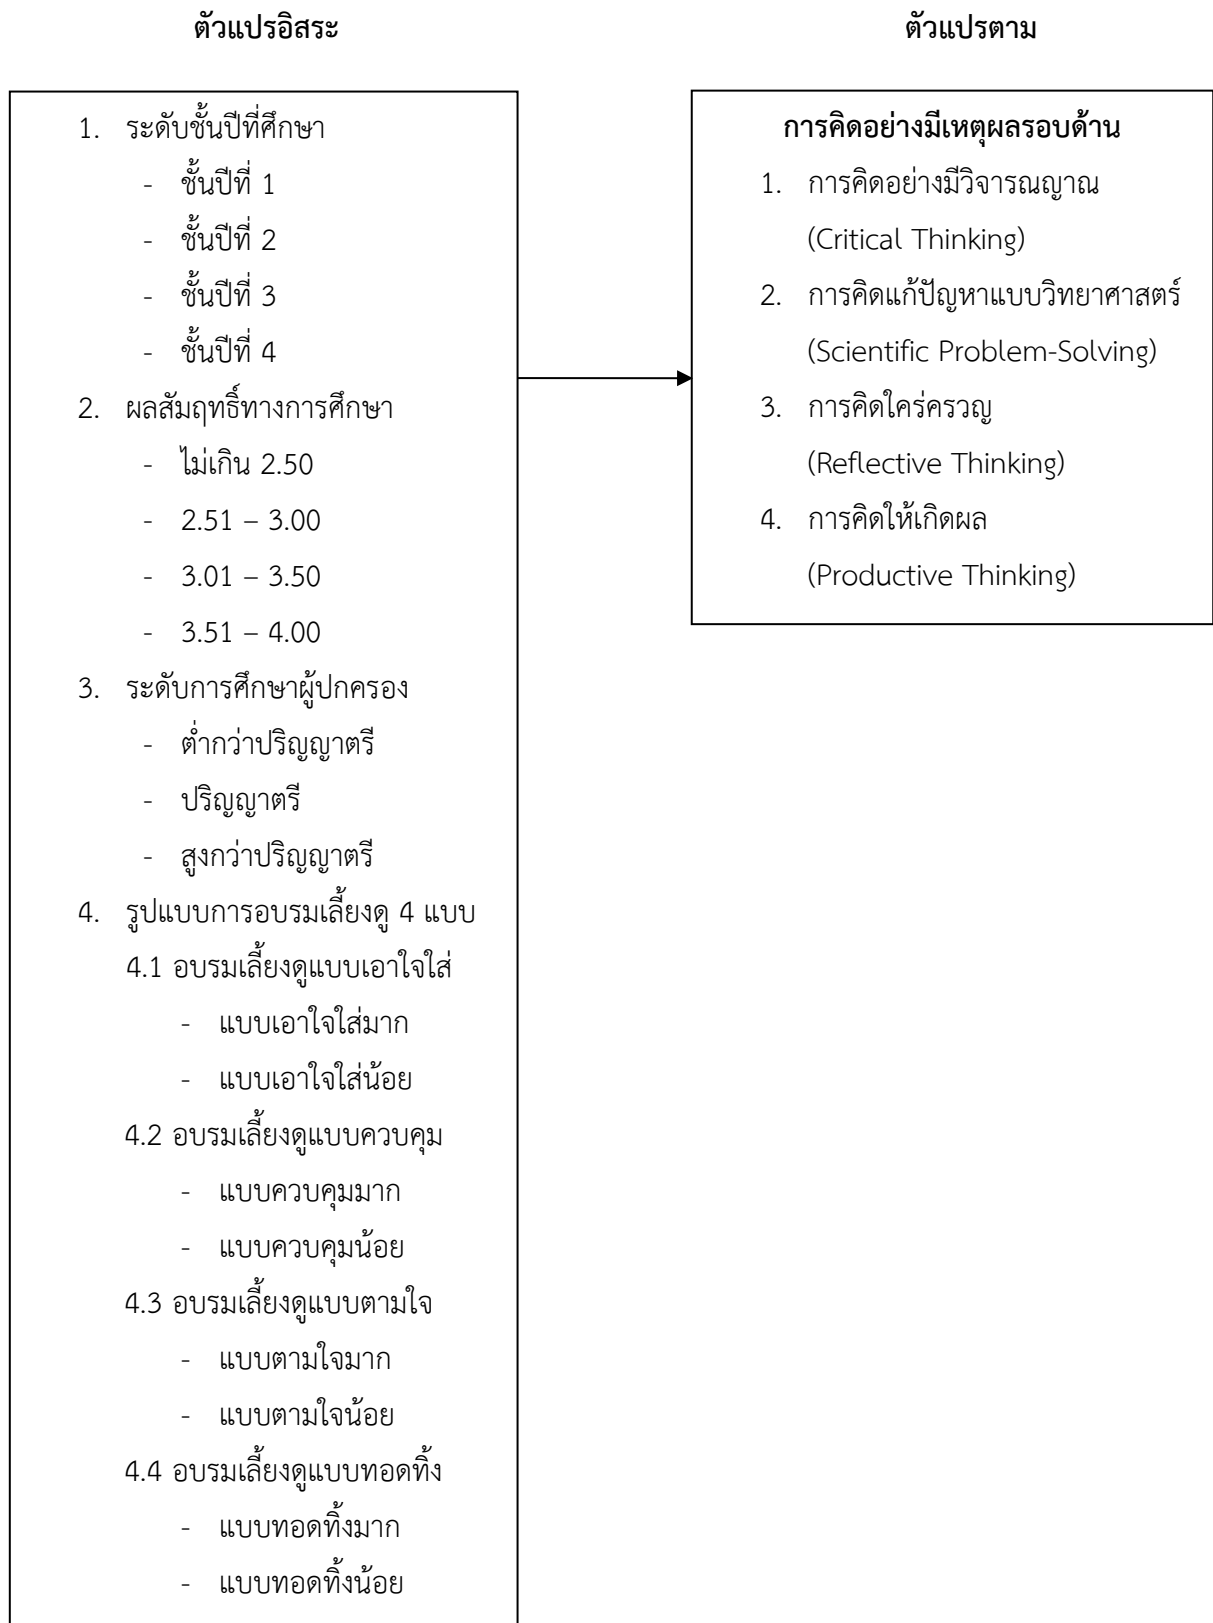 ตัวแปรอิสระ
ตัวแปรตาม
1. ระดับชั้นปีที่ศึกษา
- ชั้นปีที่ 1
- ชั้นปีที่ 2
- ชั้นปีที่ 3
- ชั้นปีที่ 4
2. ผลสัมฤทธิ์ทางการศึกษา
- ไม่เกิน 2.50
- 2.51 – 3.00
- 3.01 – 3.50
- 3.51 – 4.00
3. ระดับการศึกษาผู้ปกครอง
- ต่ำกว่าปริญญาตรี
- ปริญญาตรี
- สูงกว่าปริญญาตรี
4. รูปแบบการอบรมเลี้ยงดู 4 แบบ
4.1 อบรมเลี้ยงดูแบบเอาใจใส่
- แบบเอาใจใส่มาก
- แบบเอาใจใส่น้อย
4.2 อบรมเลี้ยงดูแบบควบคุม
- แบบควบคุมมาก
- แบบควบคุมน้อย
4.3 อบรมเลี้ยงดูแบบตามใจ
- แบบตามใจมาก
- แบบตามใจน้อย
4.4 อบรมเลี้ยงดูแบบทอดทิ้ง
- แบบทอดทิ้งมาก
- แบบทอดทิ้งน้อย
การคิดอย่างมีเหตุผลรอบด้าน
1. การคิดอย่างมีวิจารณญาณ
(Critical Thinking)
2. การคิดแก้ปัญหาแบบวิทยาศาสตร์
(Scientific Problem-Solving)
3. การคิดใคร่ครวญ
(Reflective Thinking)
4. การคิดให้เกิดผล
(Productive Thinking)